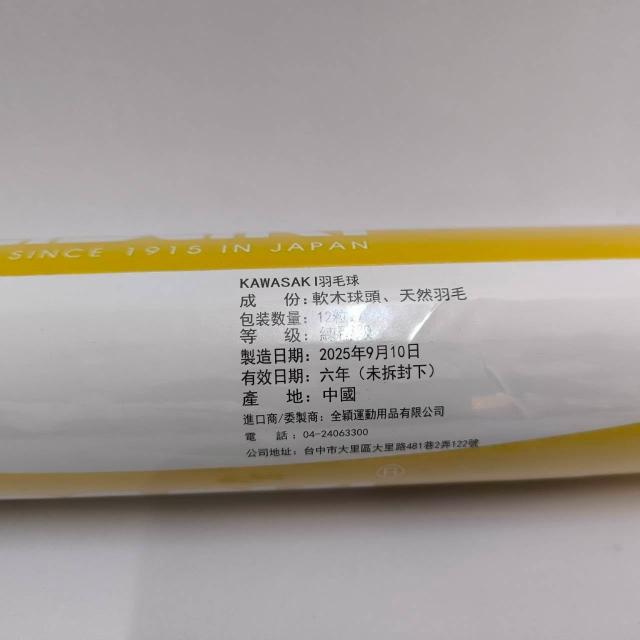 SINCE 1915 IN JAPAN
KAWASAKI羽毛球
成 份:軟木球頭、天然羽毛
包裝数量:12粒
等 級:
製造日期:2025年9月10日
有效日期:六年(未拆封下)
產 地:中國
進口商/委製商:全穎運動用品有限公司
電 話:04-24063300
公司地址:台中市大里區大里路481巷2弄122號
®